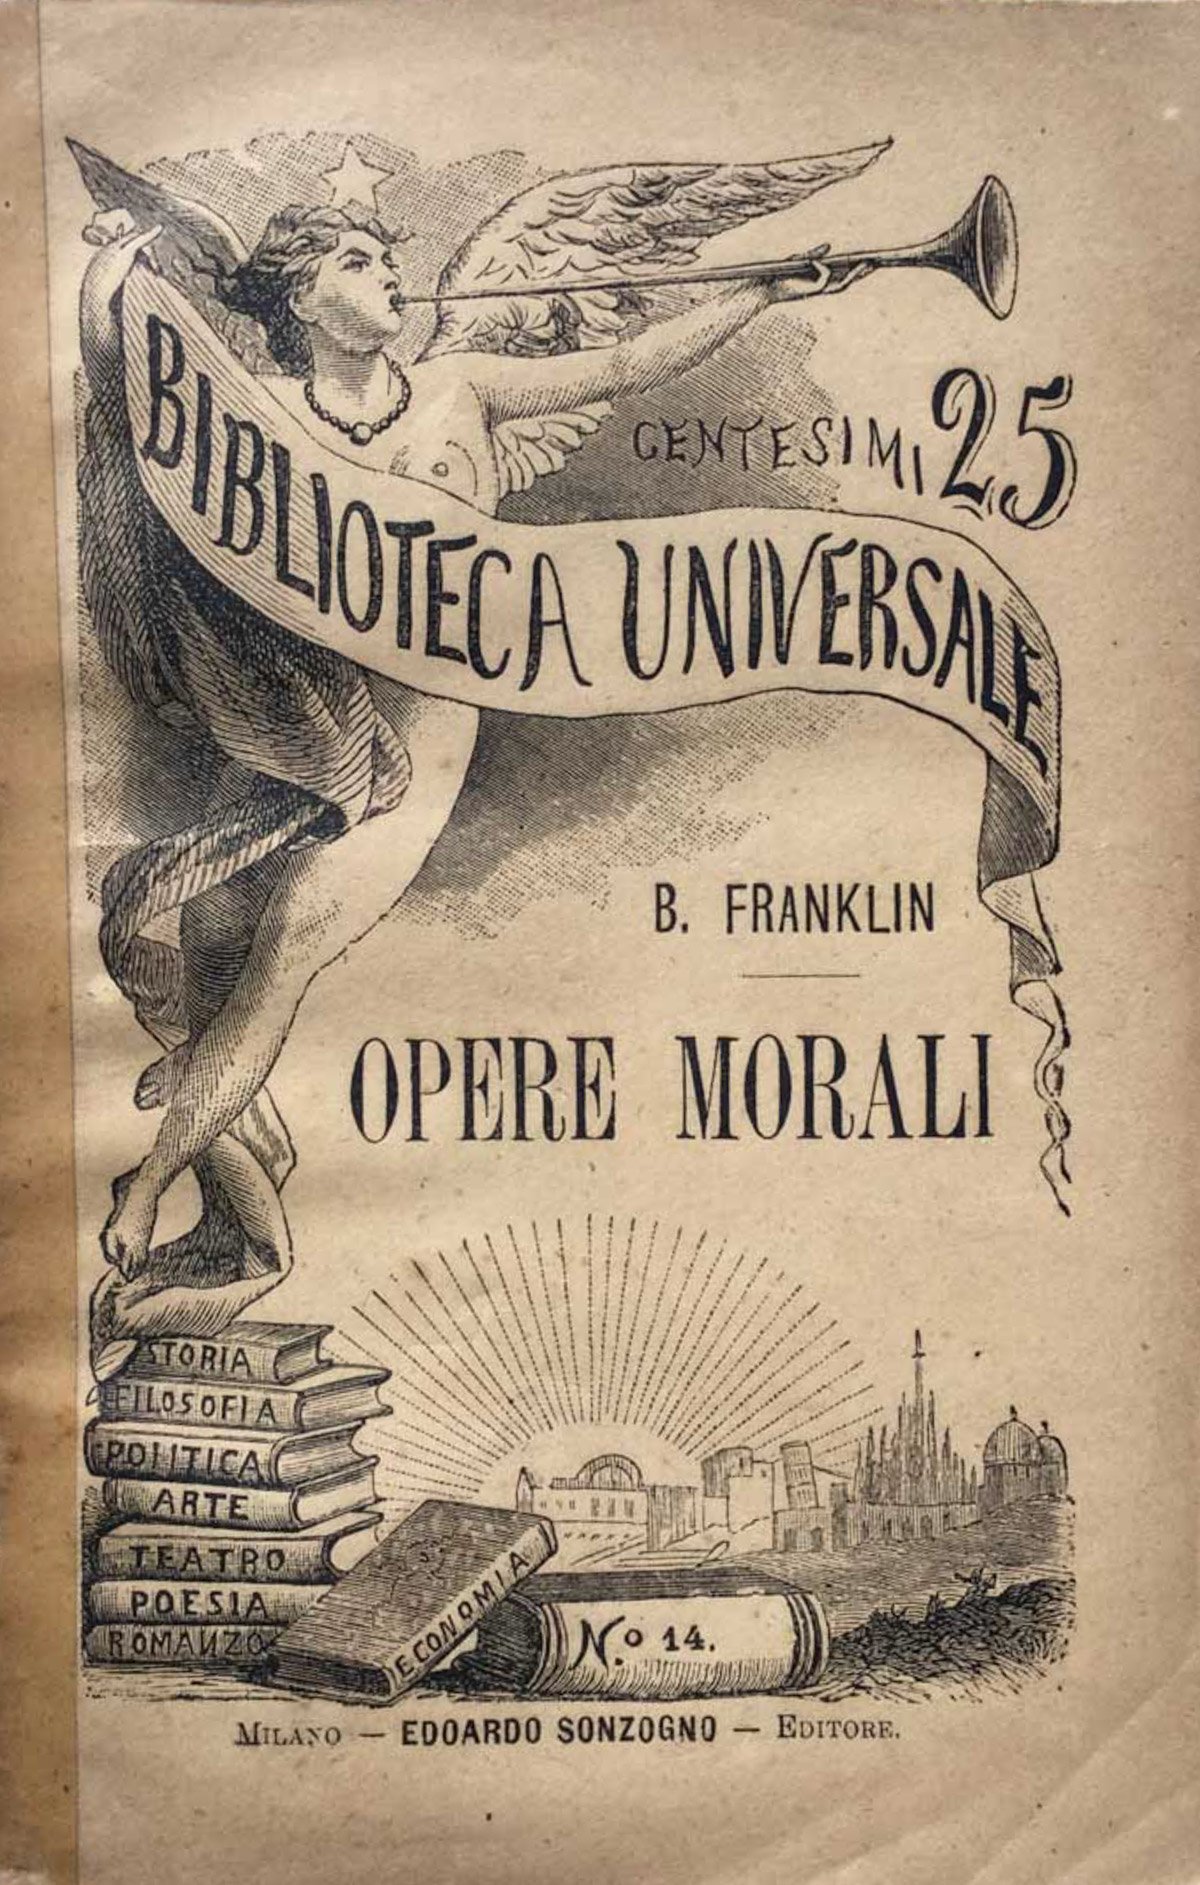 BIBLIOTECA UNIVERSALE
CENTESIMI 25
B. FRANKLIN
OPERE MORALI
STORIA
FILOSOFIA
POLITICA
ARTE
TEATRO
POESIA
ROMANZO
ECONOMIA
N.º 14.
MILANO — EDOARDO SONZOGNO — EDITORE.